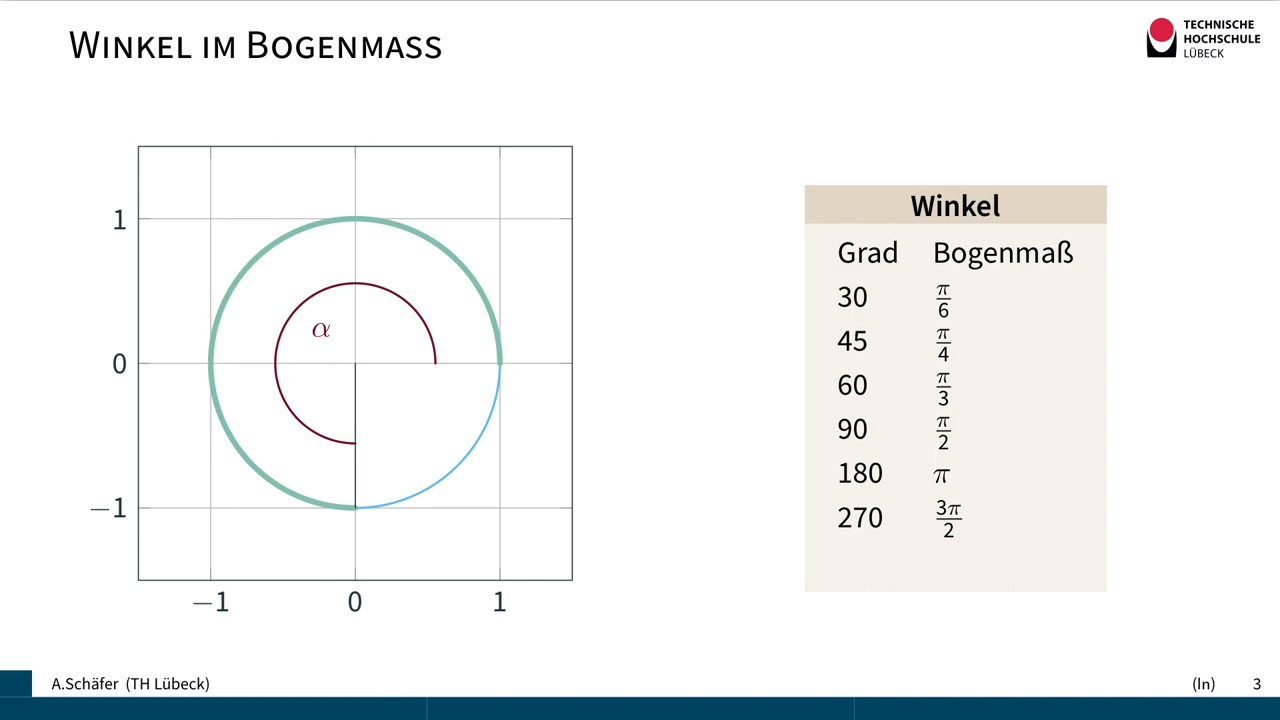 Winkel im Bogenmass
TECHNISCHE
HOCHSCHULE
LÜBECK
1
0
−1
−1 0 1
α
Winkel
Grad Bogenmaß
30 π/6
45 π/4
60 π/3
90 π/2
180 π
270 3π/2
A.Schäfer (TH Lübeck) (ln) 3